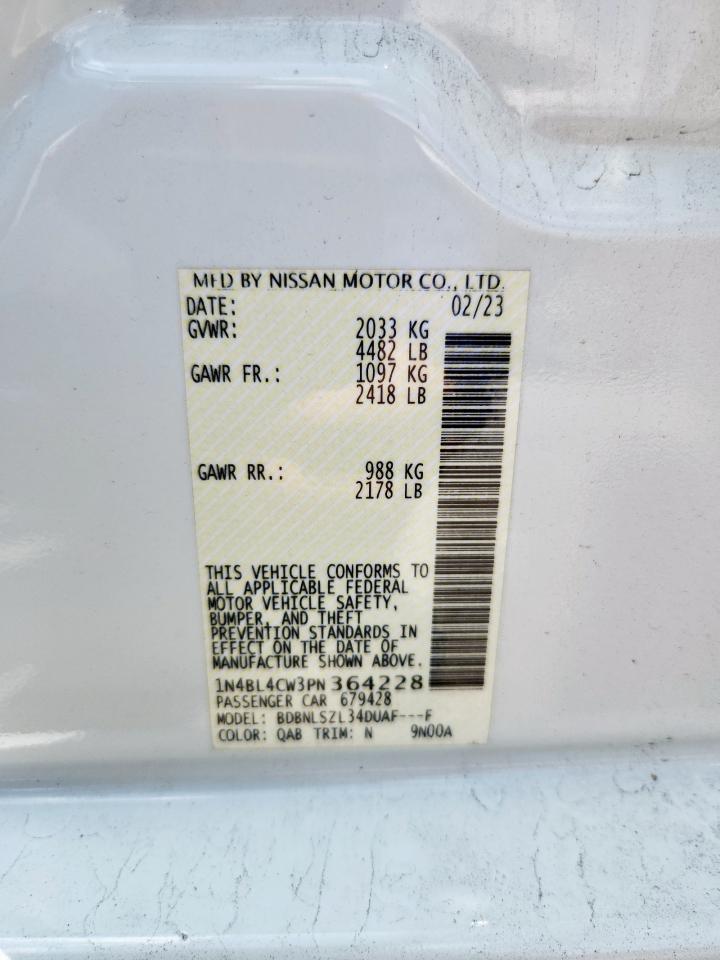 MFD BY NISSAN MOTOR CO., LTD.
DATE: 02/23
GVWR: 2033 KG
4482 LB
GAWR FR.: 1097 KG
2418 LB
GAWR RR.: 988 KG
2178 LB
THIS VEHICLE CONFORMS TO
ALL APPLICABLE FEDERAL
MOTOR VEHICLE SAFETY,
BUMPER, AND THEFT
PREVENTION STANDARDS IN
EFFECT ON THE DATE OF
MANUFACTURE SHOWN ABOVE.
1N4BL4CW3PN364228
PASSENGER CAR 679428
MODEL: BDBNLSZL34DUAF---F
COLOR: QAB TRIM: N 9N00A